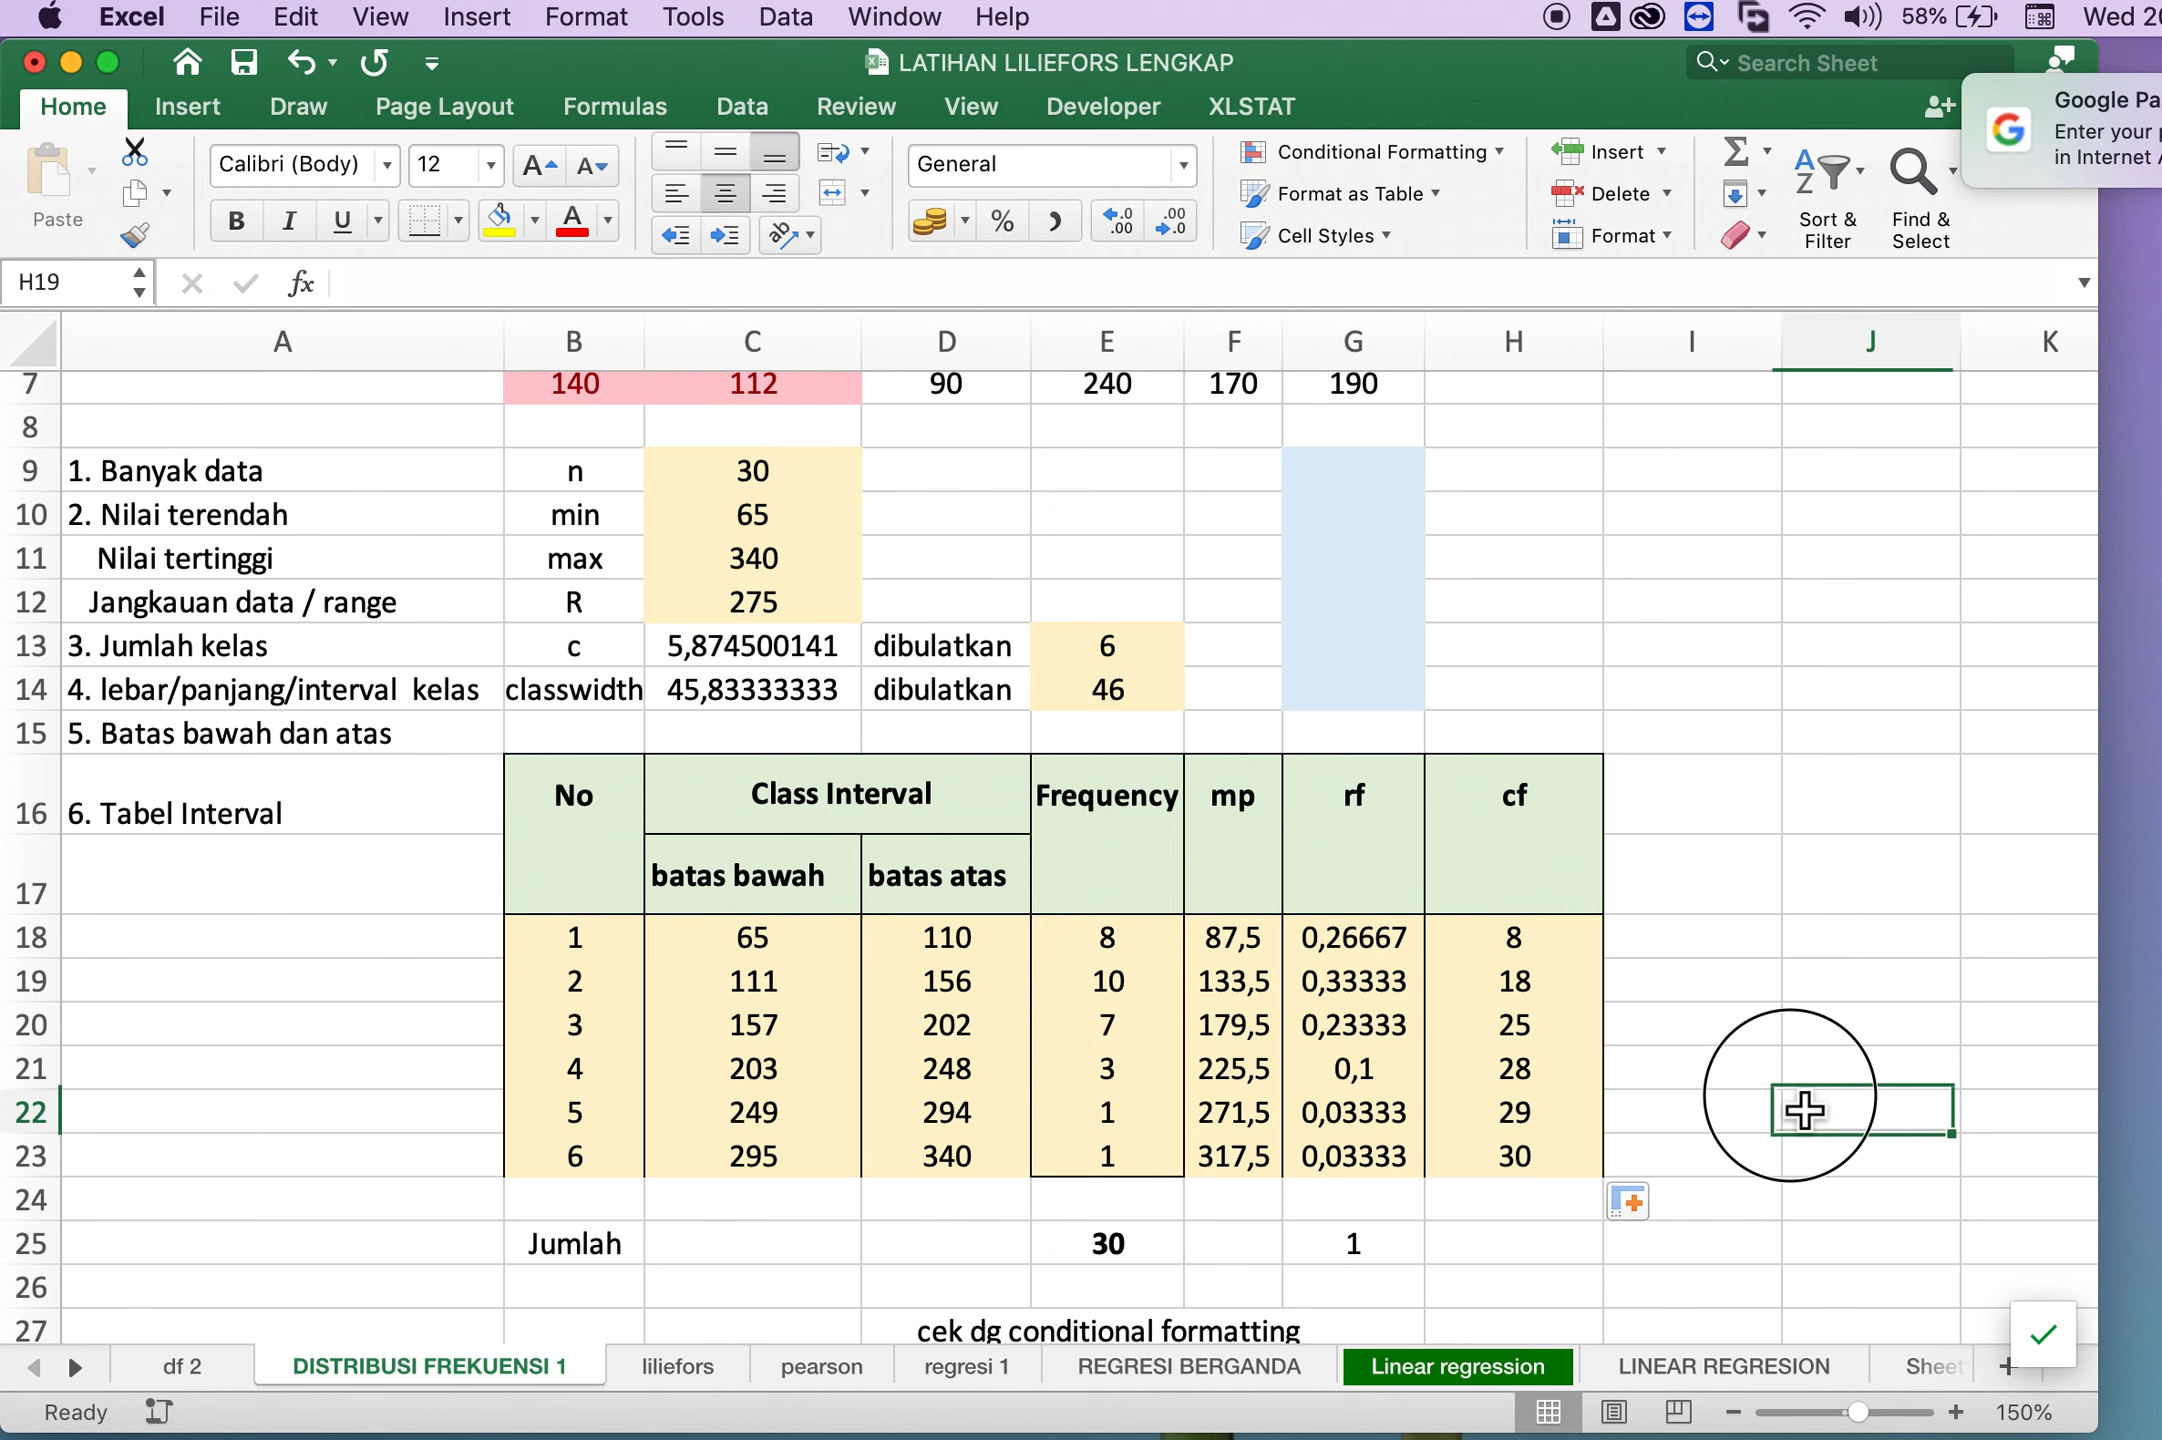 Excel File Edit View Insert Format Tools Data Window Help 58% Wed
LATIHAN LILIEFORS LENGKAP Search Sheet
Home Insert Draw Page Layout Formulas Data Review View Developer XLSTAT
Google Pa
Enter your
in Internet
Paste
Calibri (Body) 12 A A
B I U A
ab
General
% .0 .00 .00 .0
Conditional Formatting
Format as Table
Cell Styles
Insert
Delete
Format
Sort &
Filter
Find &
Select
H19 fx
A B C D E F G H I J K
7 140 112 90 240 170 190
8
9 1. Banyak data n 30
10 2. Nilai terendah min 65
11 Nilai tertinggi max 340
12 Jangkauan data / range R 275
13 3. Jumlah kelas c 5,874500141 dibulatkan 6
14 4. lebar/panjang/interval kelas classwidth 45,83333333 dibulatkan 46
15 5. Batas bawah dan atas
16 6. Tabel Interval No Class Interval Frequency mp rf cf
17 batas bawah batas atas
18 1 65 110 8 87,5 0,26667 8
19 2 111 156 10 133,5 0,33333 18
20 3 157 202 7 179,5 0,23333 25
21 4 203 248 3 225,5 0,1 28
22 5 249 294 1 271,5 0,03333 29
23 6 295 340 1 317,5 0,03333 30
24
25 Jumlah 30 1
26
27 cek dg conditional formatting
df 2 DISTRIBUSI FREKUENSI 1 liliefors pearson regresi 1 REGRESI BERGANDA Linear regression LINEAR REGRESION Sheet
Ready 150%